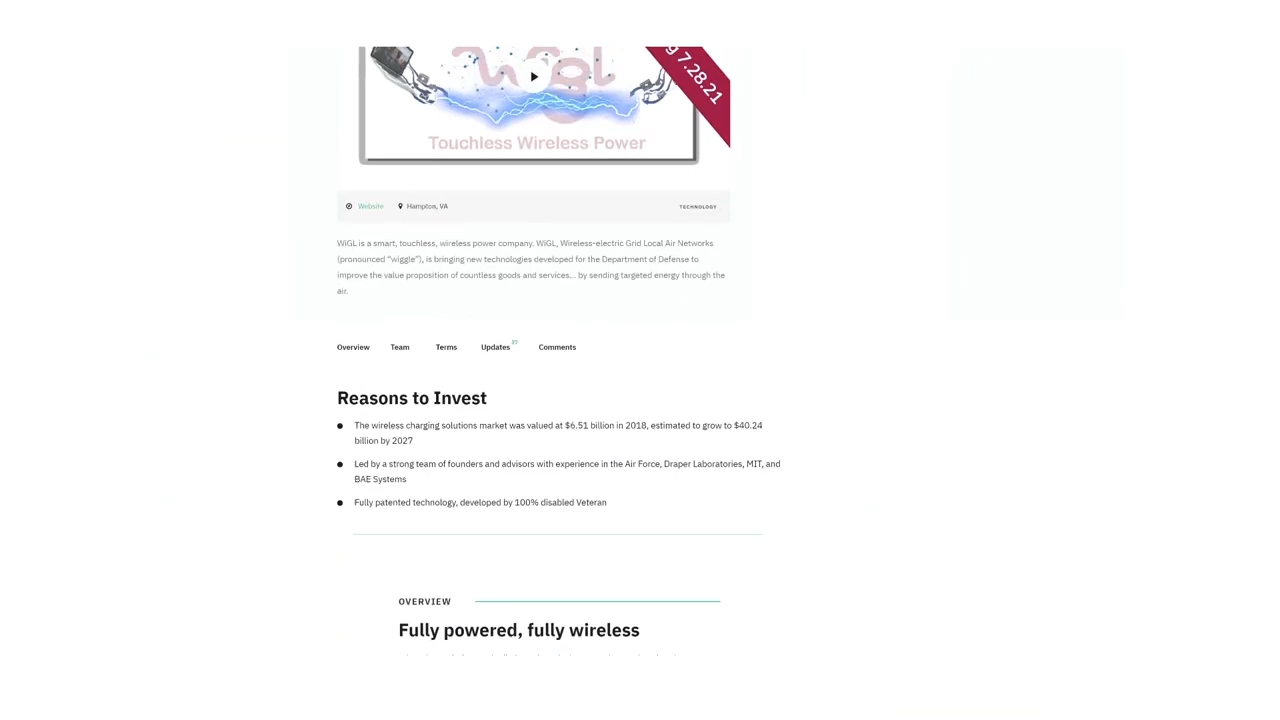 g 7.28.21
Touchless Wireless Power
Website
Hampton, VA
TECHNOLOGY
WiGL is a smart, touchless, wireless power company. WiGL, Wireless-electric Grid Local Air Networks
(pronounced “wiggle”), is bringing new technologies developed for the Department of Defense to
improve the value proposition of countless goods and services... by sending targeted energy through the
air.
Overview Team Terms Updates 37 Comments
Reasons to Invest
The wireless charging solutions market was valued at $6.51 billion in 2018, estimated to grow to $40.24
billion by 2027
Led by a strong team of founders and advisors with experience in the Air Force, Draper Laboratories, MIT, and
BAE Systems
Fully patented technology, developed by 100% disabled Veteran
OVERVIEW
Fully powered, fully wireless